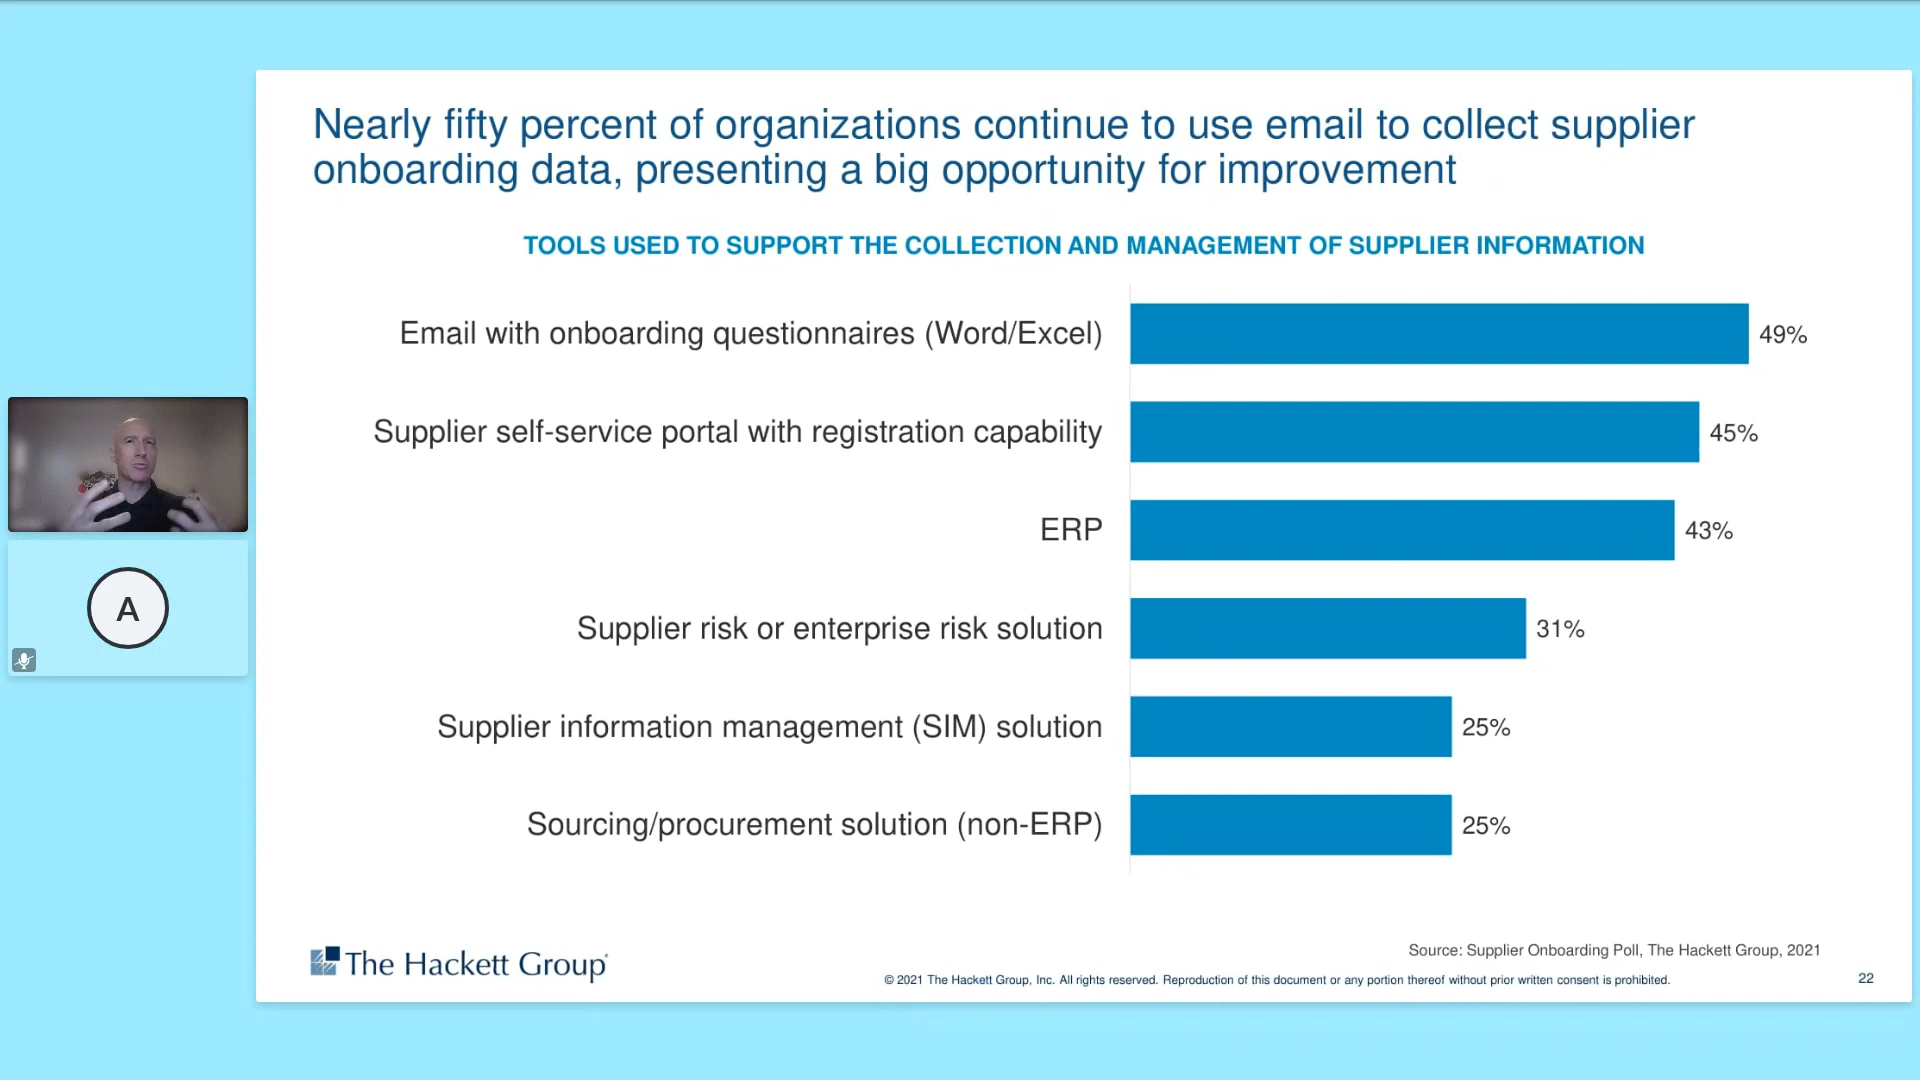 Nearly fifty percent of organizations continue to use email to collect supplier
onboarding data, presenting a big opportunity for improvement
TOOLS USED TO SUPPORT THE COLLECTION AND MANAGEMENT OF SUPPLIER INFORMATION
Email with onboarding questionnaires (Word/Excel) 49%
Supplier self-service portal with registration capability 45%
ERP 43%
Supplier risk or enterprise risk solution 31%
Supplier information management (SIM) solution 25%
Sourcing/procurement solution (non-ERP) 25%
A
The Hackett Group
Source: Supplier Onboarding Poll, The Hackett Group, 2021
© 2021 The Hackett Group, Inc. All rights reserved. Reproduction of this document or any portion thereof without prior written consent is prohibited.
22